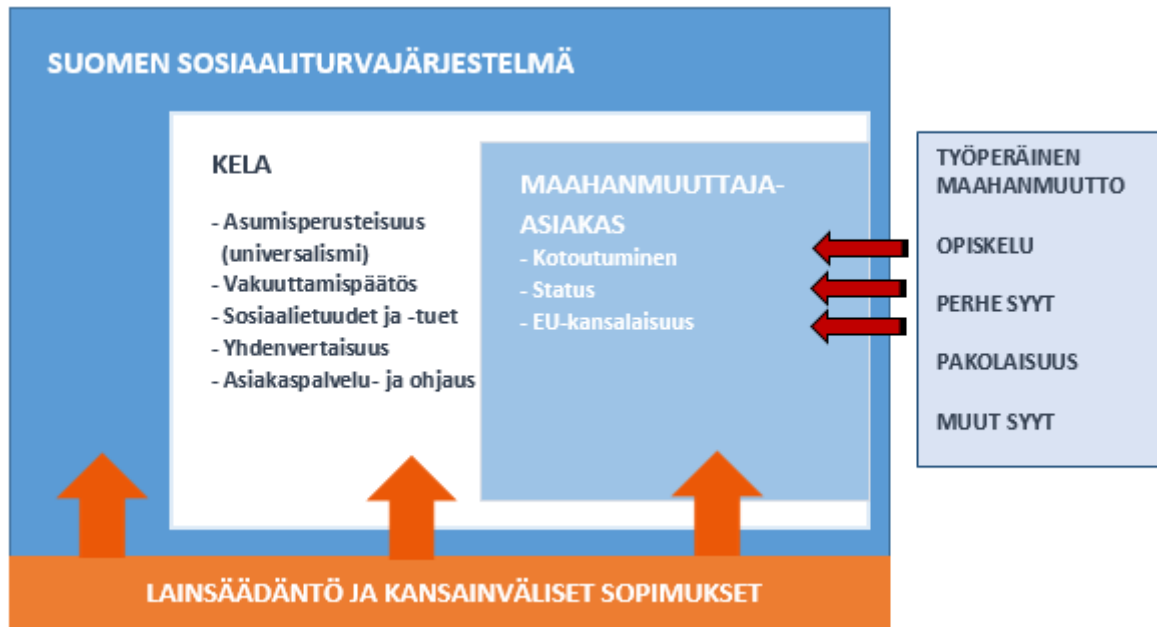 SUOMEN SOSIAALITURVAJÄRJESTELMÄ
KELA
- Asumisperusteisuus
(universalismi)
- Vakuuttamispäätös
- Sosiaalietuudet ja -tuet
- Yhdenvertaisuus
- Asiakaspalvelu- ja ohjaus
MAAHANMUUTTAJA-
ASIAKAS
- Kotoutuminen
- Status
- EU-kansalaisuus
TYÖPERÄINEN
MAAHANMUUTTO
OPISKELU
PERHE SYYT
PAKOLAISUUS
MUUT SYYT
LAINSÄÄDÄNTÖ JA KANSAINVÄLISET SOPIMUKSET